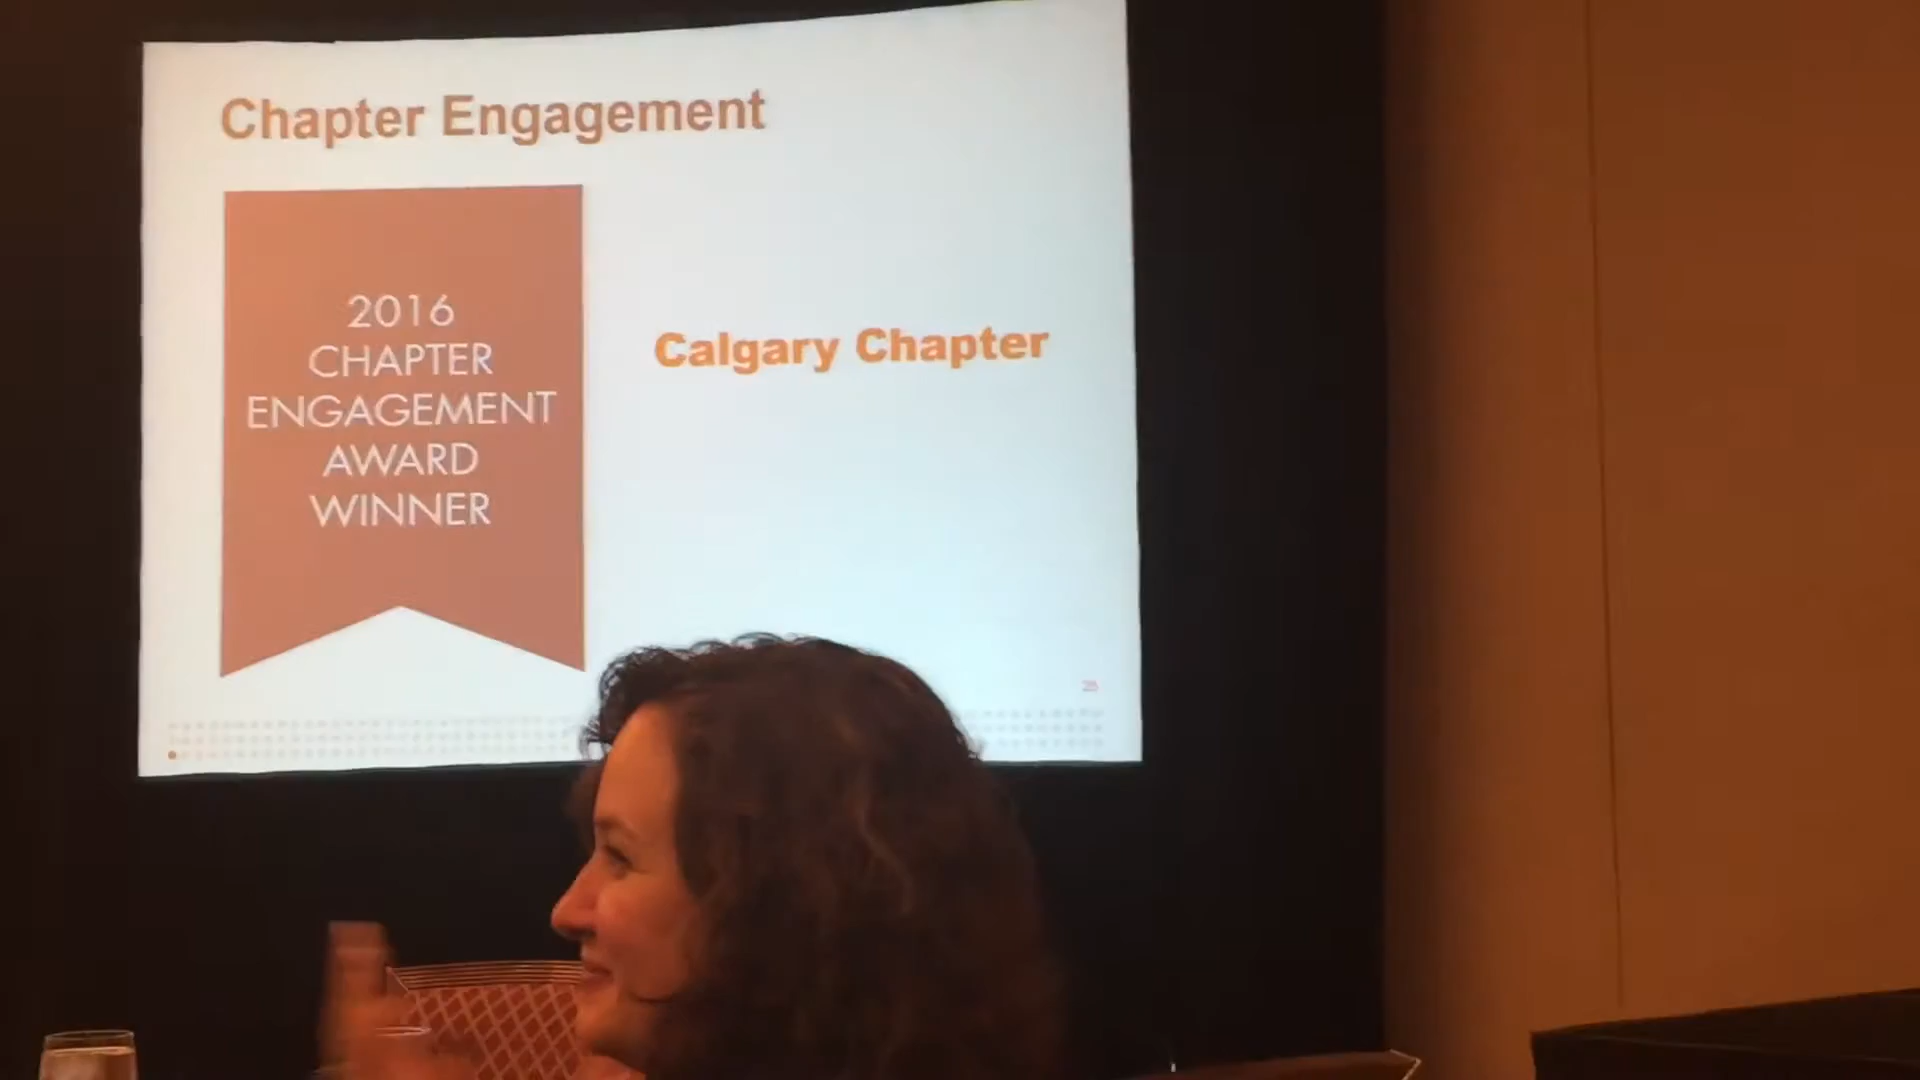 Chapter Engagement
2016
CHAPTER
ENGAGEMENT
AWARD
WINNER
Calgary Chapter